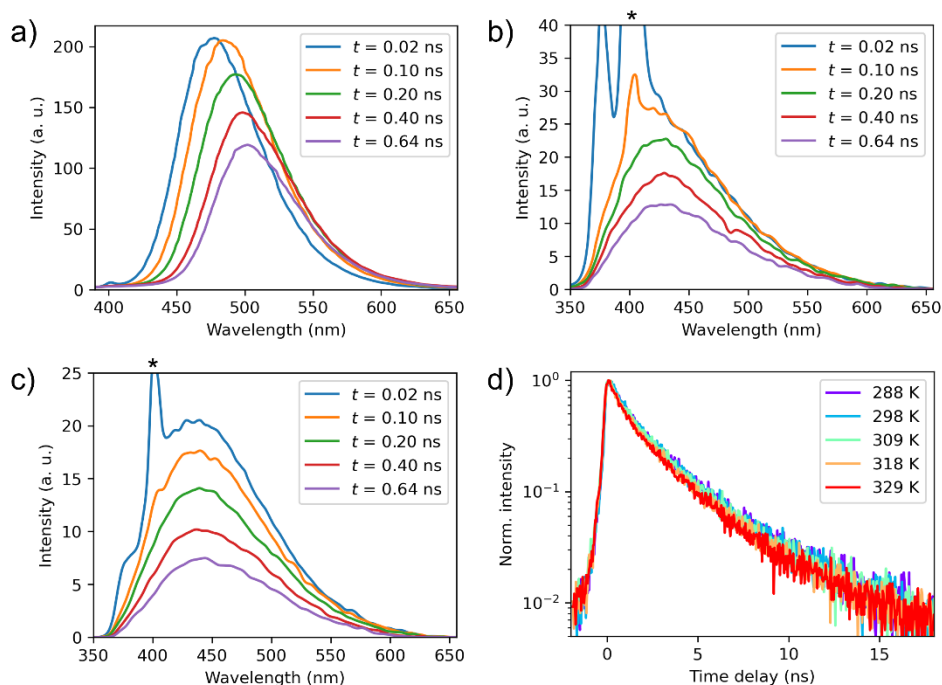 a)
200
150
100
50
0
Intensity (a. u.)
400
450
500
550
600
650
Wavelength (nm)
t = 0.02 ns
t = 0.10 ns
t = 0.20 ns
t = 0.40 ns
t = 0.64 ns
b)
*
40
35
30
25
20
15
10
5
0
Intensity (a. u.)
350
400
450
500
550
600
650
Wavelength (nm)
t = 0.02 ns
t = 0.10 ns
t = 0.20 ns
t = 0.40 ns
t = 0.64 ns
c)
*
25
20
15
10
5
0
Intensity (a. u.)
350
400
450
500
550
600
650
Wavelength (nm)
t = 0.02 ns
t = 0.10 ns
t = 0.20 ns
t = 0.40 ns
t = 0.64 ns
d)
10⁰
10⁻¹
10⁻²
Norm. intensity
0
5
10
15
Time delay (ns)
288 K
298 K
309 K
318 K
329 K